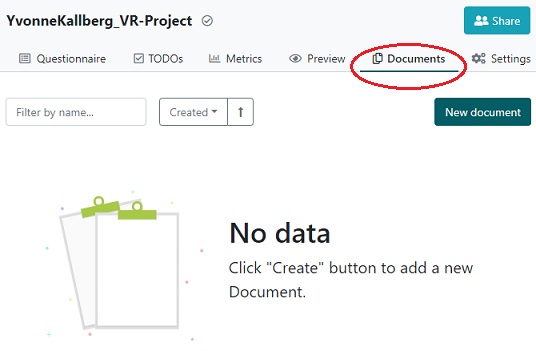 YvonneKallberg_VR-Project
Share
Questionnaire TODOs Metrics Preview Documents Settings
Filter by name... Created New document
No data
Click "Create" button to add a new
Document.